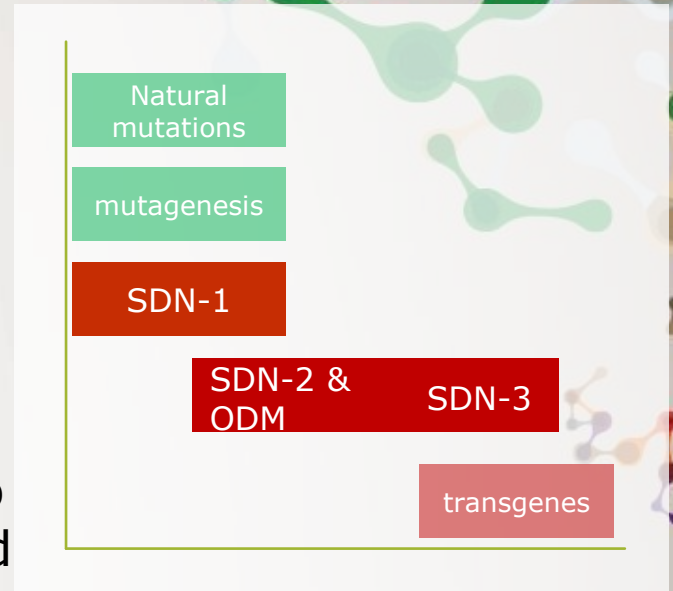 Natural
mutations
mutagenesis
SDN-1
SDN-2 &
ODM
SDN-3
transgenes